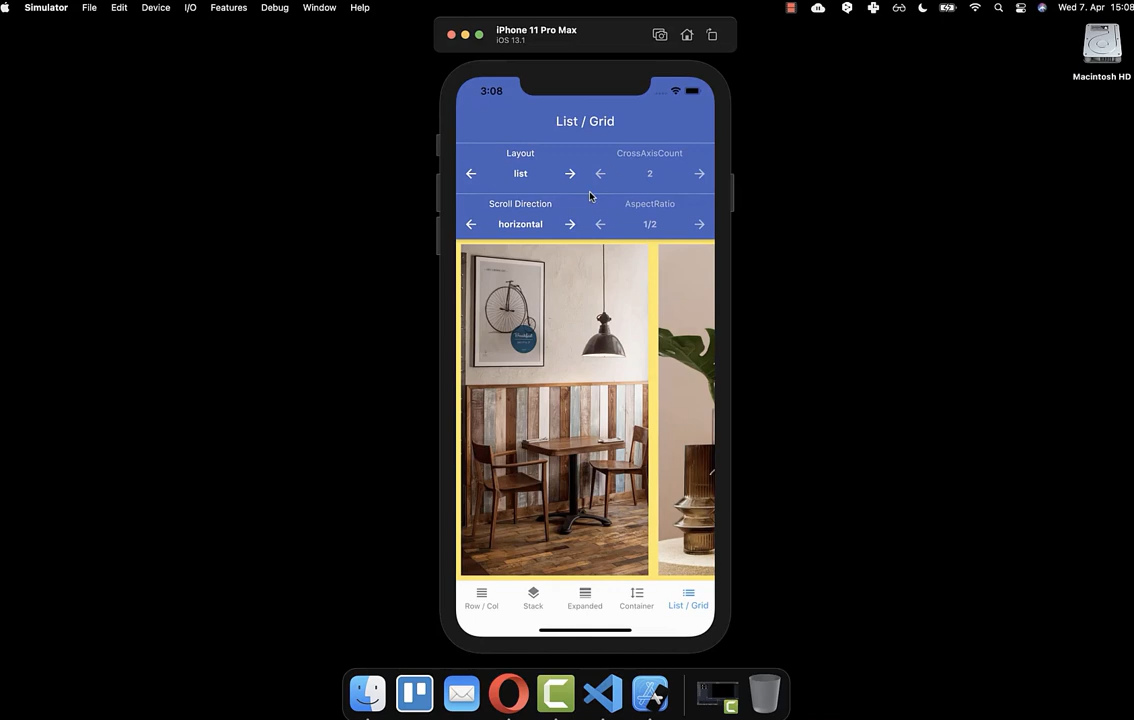 Simulator File Edit Device I/O Features Debug Window Help Wed 7. Apr 15:08
iPhone 11 Pro Max
iOS 13.1
Macintosh HD
3:08
List / Grid
Layout CrossAxisCount
list 2
Scroll Direction AspectRatio
horizontal 1/2
Row / Col Stack Expanded Container List / Grid